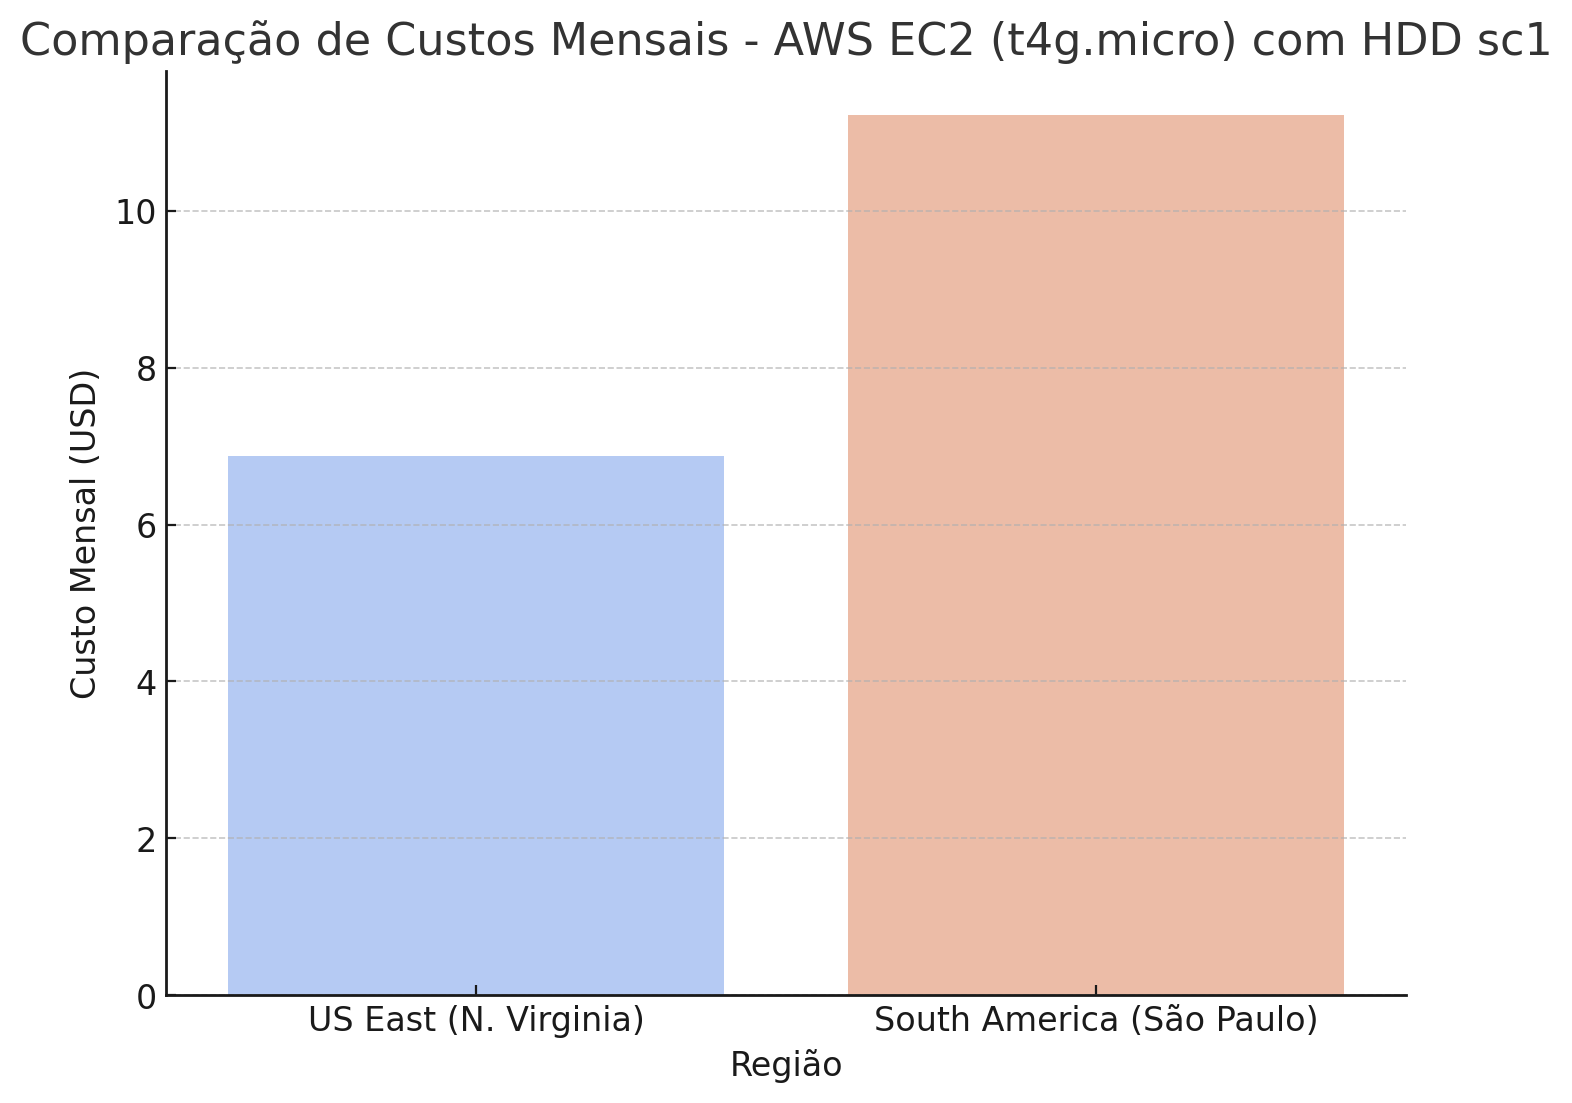 Comparação de Custos Mensais - AWS EC2 (t4g.micro) com HDD sc1
Custo Mensal (USD)
10
8
6
4
2
0
US East (N. Virginia)
South America (São Paulo)
Região